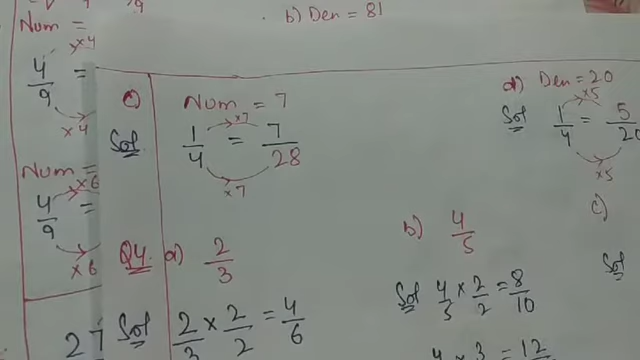 b) Den = 81
Num =
×4
4/9 =
×4
Num =
×6
4/9 =
×6
27
c) Num = 7
Sol 1/4 = 7/28
×7
×7
d) Den = 20
Sol 1/4 = 5/20
×5
×5
Q4. a) 2/3
Sol 2/3 × 2/2 = 4/6
b) 4/5
Sol 4/5 × 2/2 = 8/10
4 × 3 = 12
c)
Sol